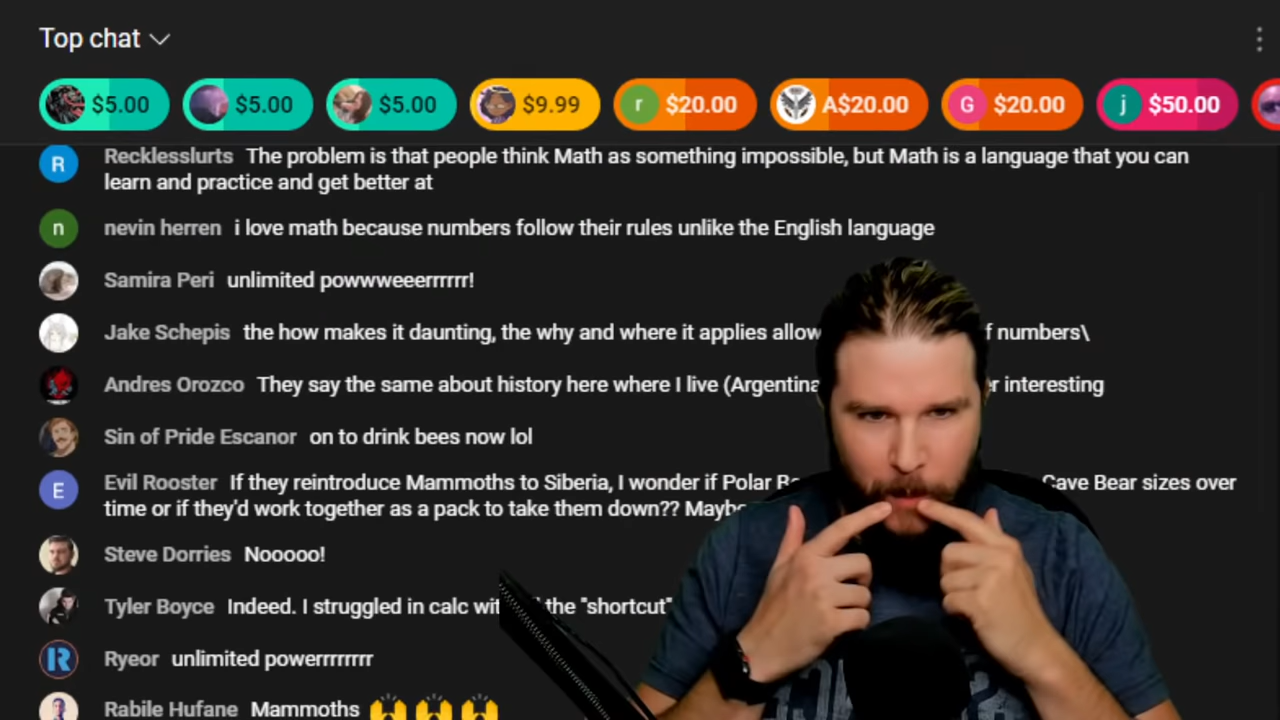 Top chat
$5.00 $5.00 $5.00 $9.99 r $20.00 A$20.00 G $20.00 j $50.00
R Recklesslurts The problem is that people think Math as something impossible, but Math is a language that you can
learn and practice and get better at
n nevin herren i love math because numbers follow their rules unlike the English language
Samira Peri unlimited powwweeerrrrrr!
Jake Schepis the how makes it daunting, the why and where it applies numbers\
Andres Orozco They say the same about history here where I live (Argentina interesting
Sin of Pride Escanor on to drink bees now lol
E Evil Rooster If they reintroduce Mammoths to Siberia, I wonder if Polar Cave Bear sizes over
time or if they'd work together as a pack to take them down??
Steve Dorries Nooooo!
Tyler Boyce Indeed. I struggled in calc the "shortcut"
R Ryeor unlimited powerrrrrrrr
Rabile Hufane Mammoths